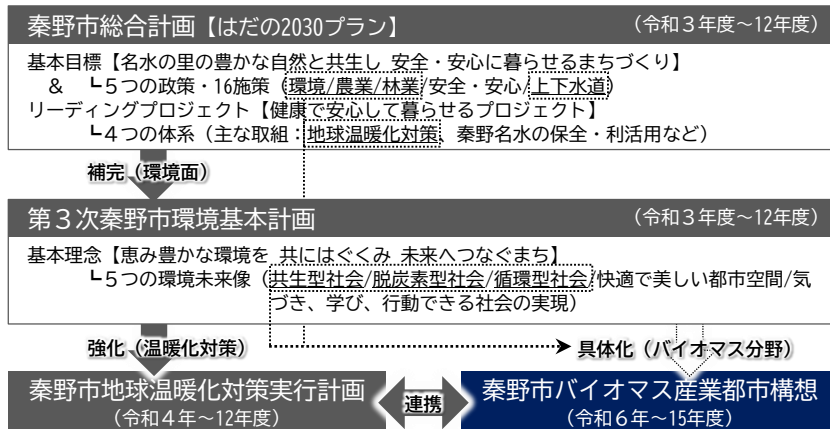 秦野市総合計画【はだの2030プラン】 （令和３年度～12年度）
基本目標【名水の里の豊かな自然と共生し 安全・安心に暮らせるまちづくり】
＆ ┗５つの政策・16施策（環境/農業/林業/安全・安心/上下水道）
リーディングプロジェクト【健康で安心して暮らせるプロジェクト】
┗４つの体系（主な取組：地球温暖化対策、秦野名水の保全・利活用など）
補完（環境面）
第３次秦野市環境基本計画 （令和３年度～12年度）
基本理念【恵み豊かな環境を 共にはぐくみ 未来へつなぐまち】
┗５つの環境未来像（共生型社会/脱炭素型社会/循環型社会/快適で美しい都市空間/気
づき、学び、行動できる社会の実現）
強化（温暖化対策） 具体化（バイオマス分野）
秦野市地球温暖化対策実行計画
（令和４年～12年度）
連携
秦野市バイオマス産業都市構想
（令和６年～15年度）